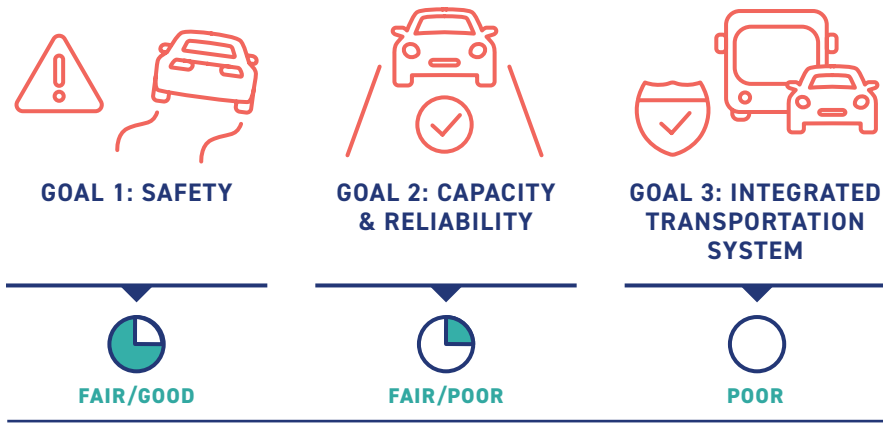 GOAL 1: SAFETY
GOAL 2: CAPACITY
& RELIABILITY
GOAL 3: INTEGRATED
TRANSPORTATION
SYSTEM
FAIR/GOOD
FAIR/POOR
POOR